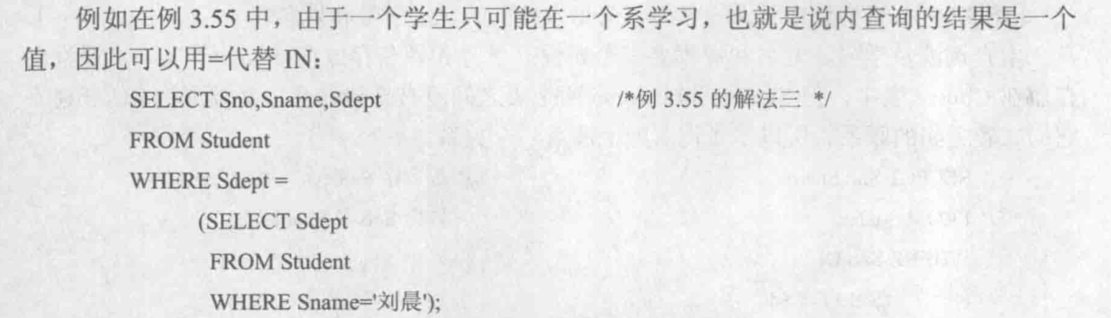 例如在例 3.55 中，由于一个学生只可能在一个系学习，也就是说内查询的结果是一个
值，因此可以用=代替 IN：
SELECT Sno,Sname,Sdept /*例 3.55 的解法三 */
FROM Student
WHERE Sdept =
(SELECT Sdept
FROM Student
WHERE Sname='刘晨');